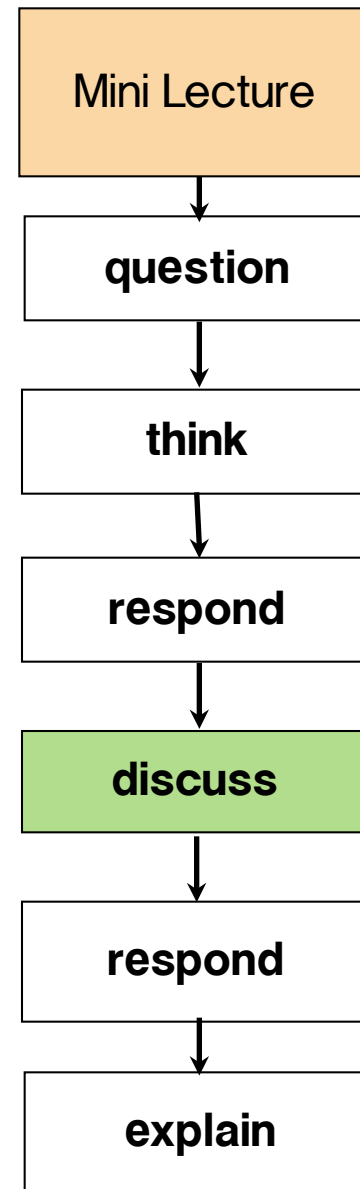 Mini Lecture
question
think
respond
discuss
respond
explain